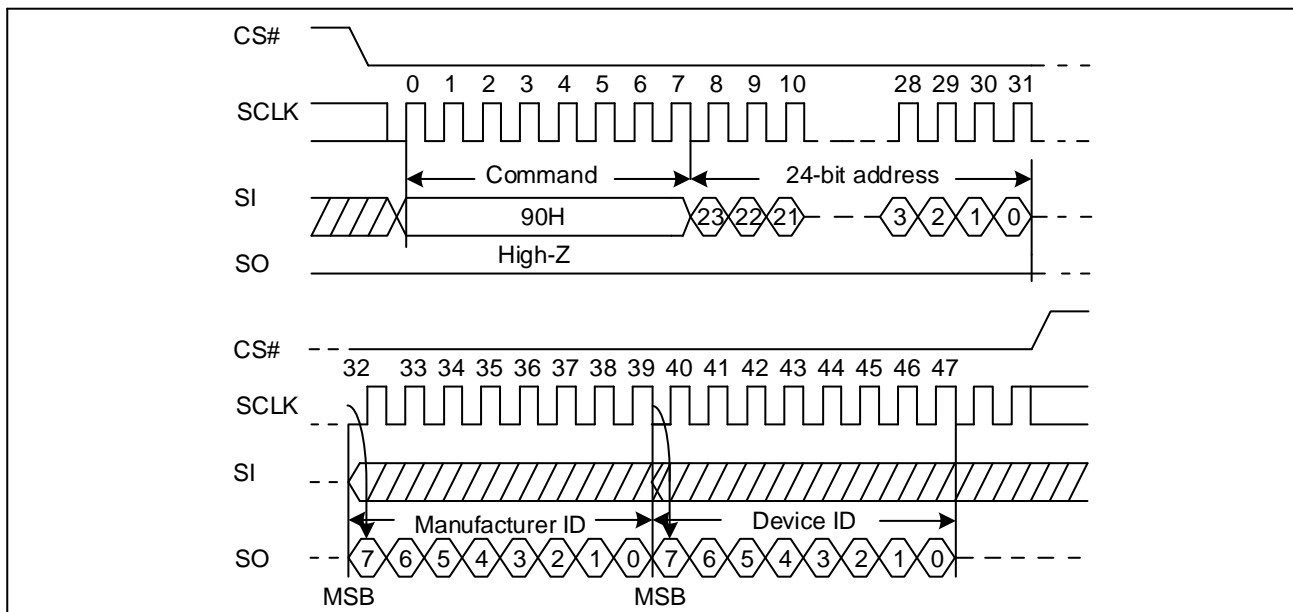 CS#
0 1 2 3 4 5 6 7 8 9 10 28 29 30 31
SCLK
Command 24-bit address
SI
90H 23 22 21 3 2 1 0
High-Z
SO
CS#
32 33 34 35 36 37 38 39 40 41 42 43 44 45 46 47
SCLK
SI
Manufacturer ID Device ID
SO 7 6 5 4 3 2 1 0 7 6 5 4 3 2 1 0
MSB MSB